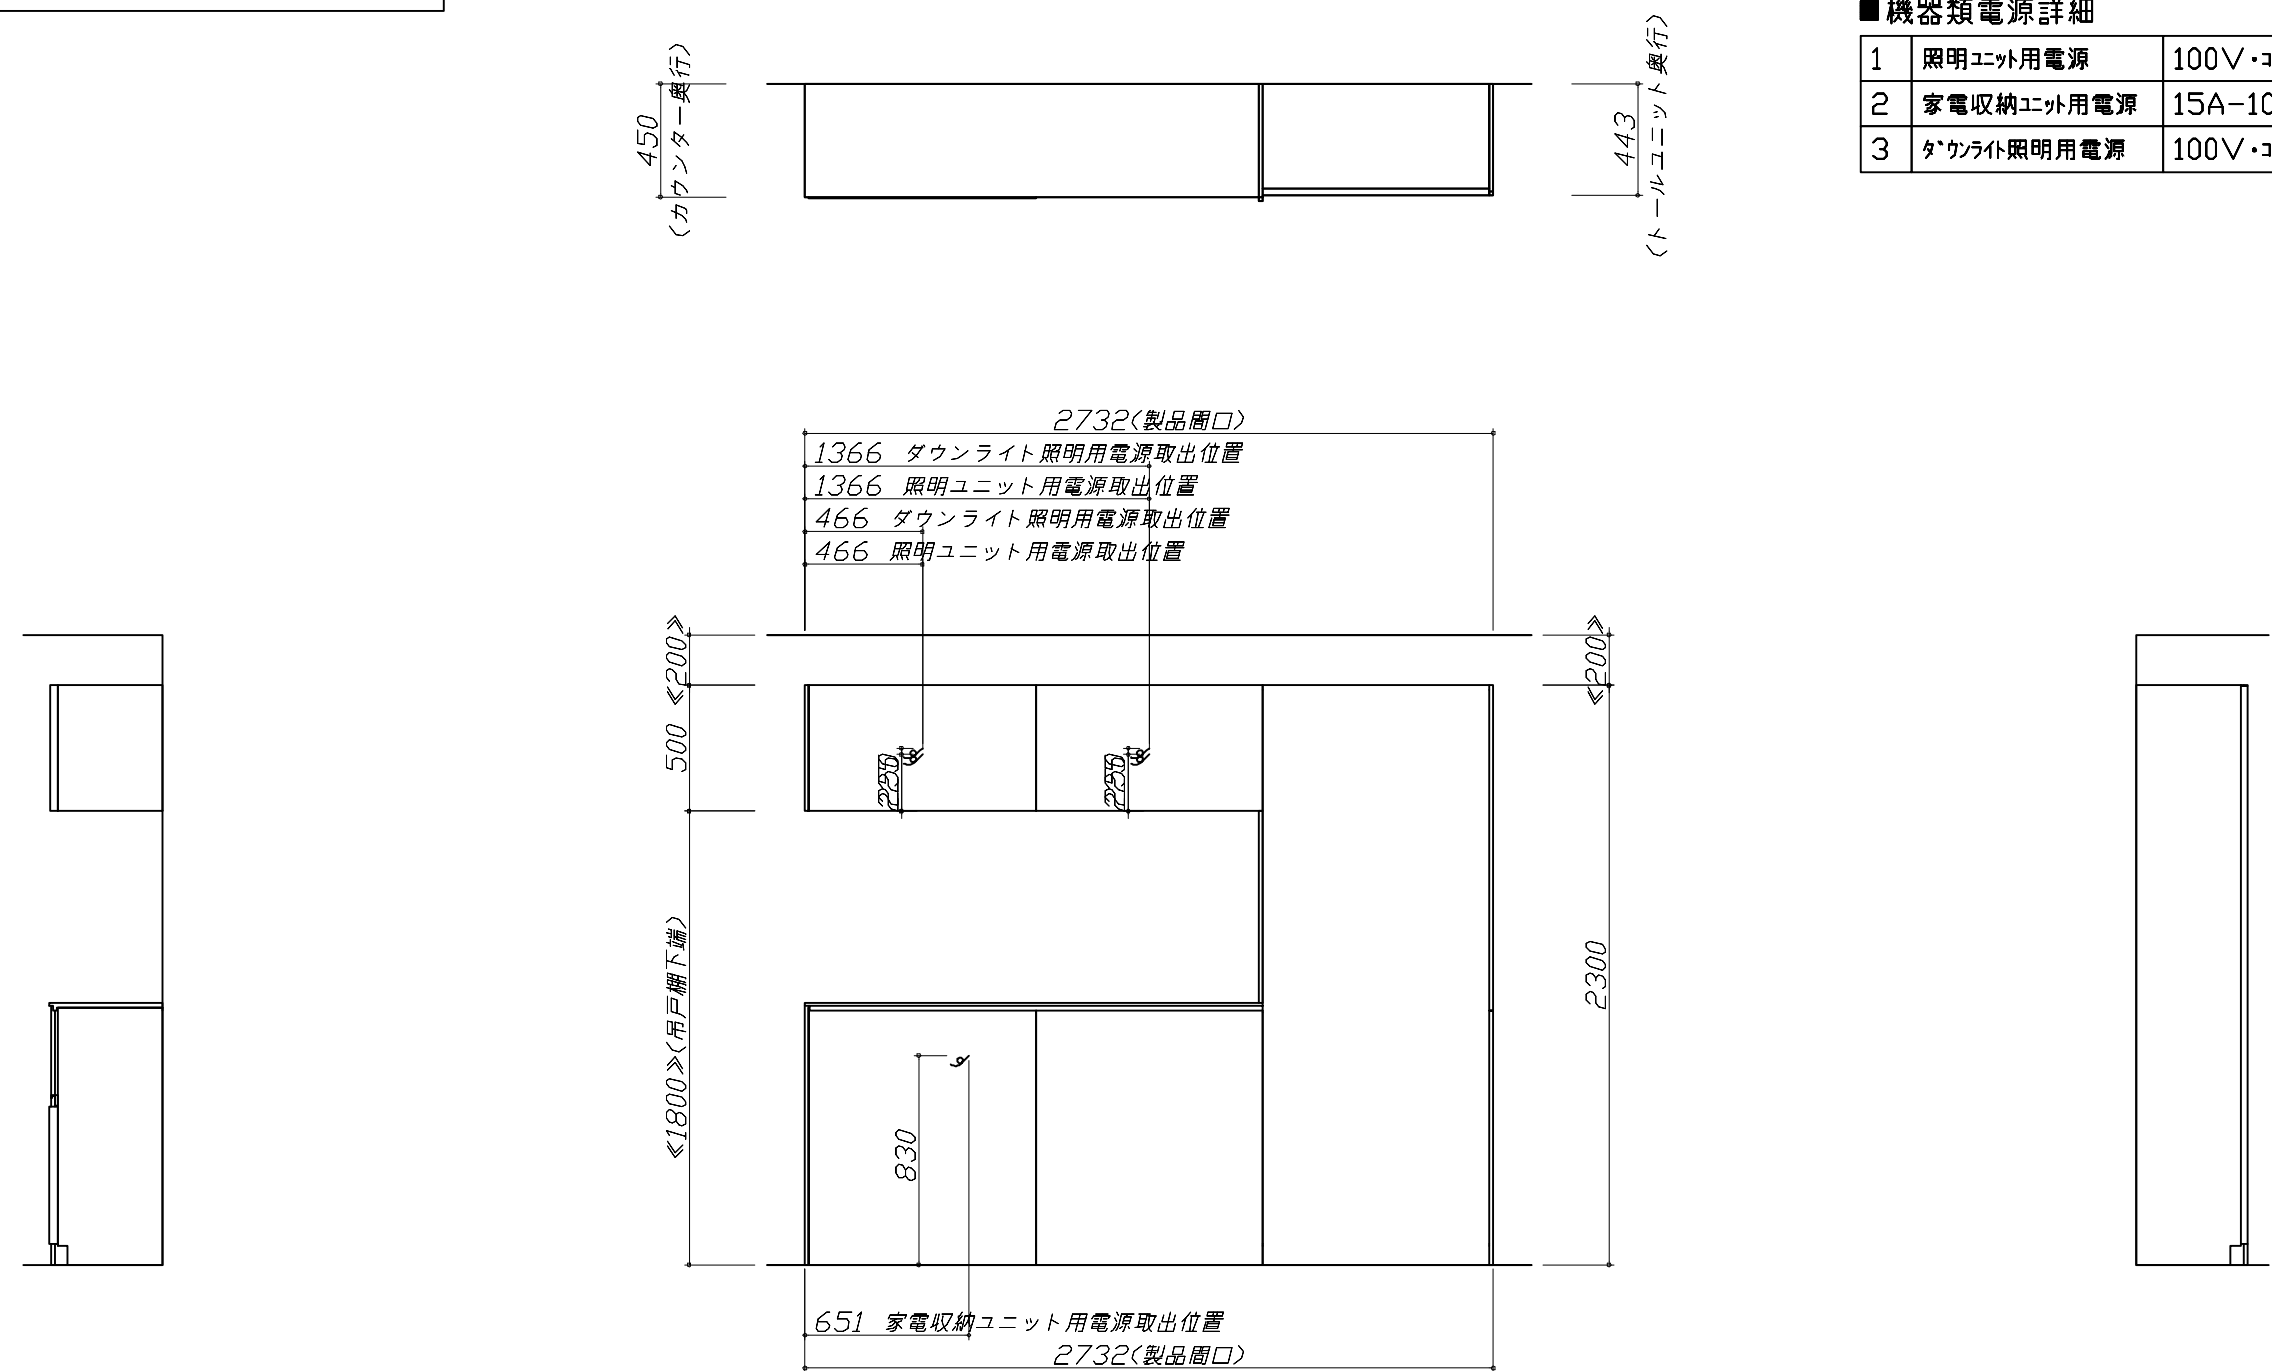 ■機器類電源詳細
1 照明ﾕﾆｯﾄ用電源 100V・ｺ
2 家電収納ﾕﾆｯﾄ用電源 15A-10
3 ﾀﾞｳﾝﾗｲﾄ照明用電源 100V・ｺ
450
(カウンター奥行)
443
(トールユニット奥行)
2732(製品間口)
1366 ダウンライト照明用電源取出位置
1366 照明ユニット用電源取出位置
466 ダウンライト照明用電源取出位置
466 照明ユニット用電源取出位置
≪200≫
500
≪1800≫(吊戸棚下端)
≪200≫
2300
830
651 家電収納ユニット用電源取出位置
2732(製品間口)